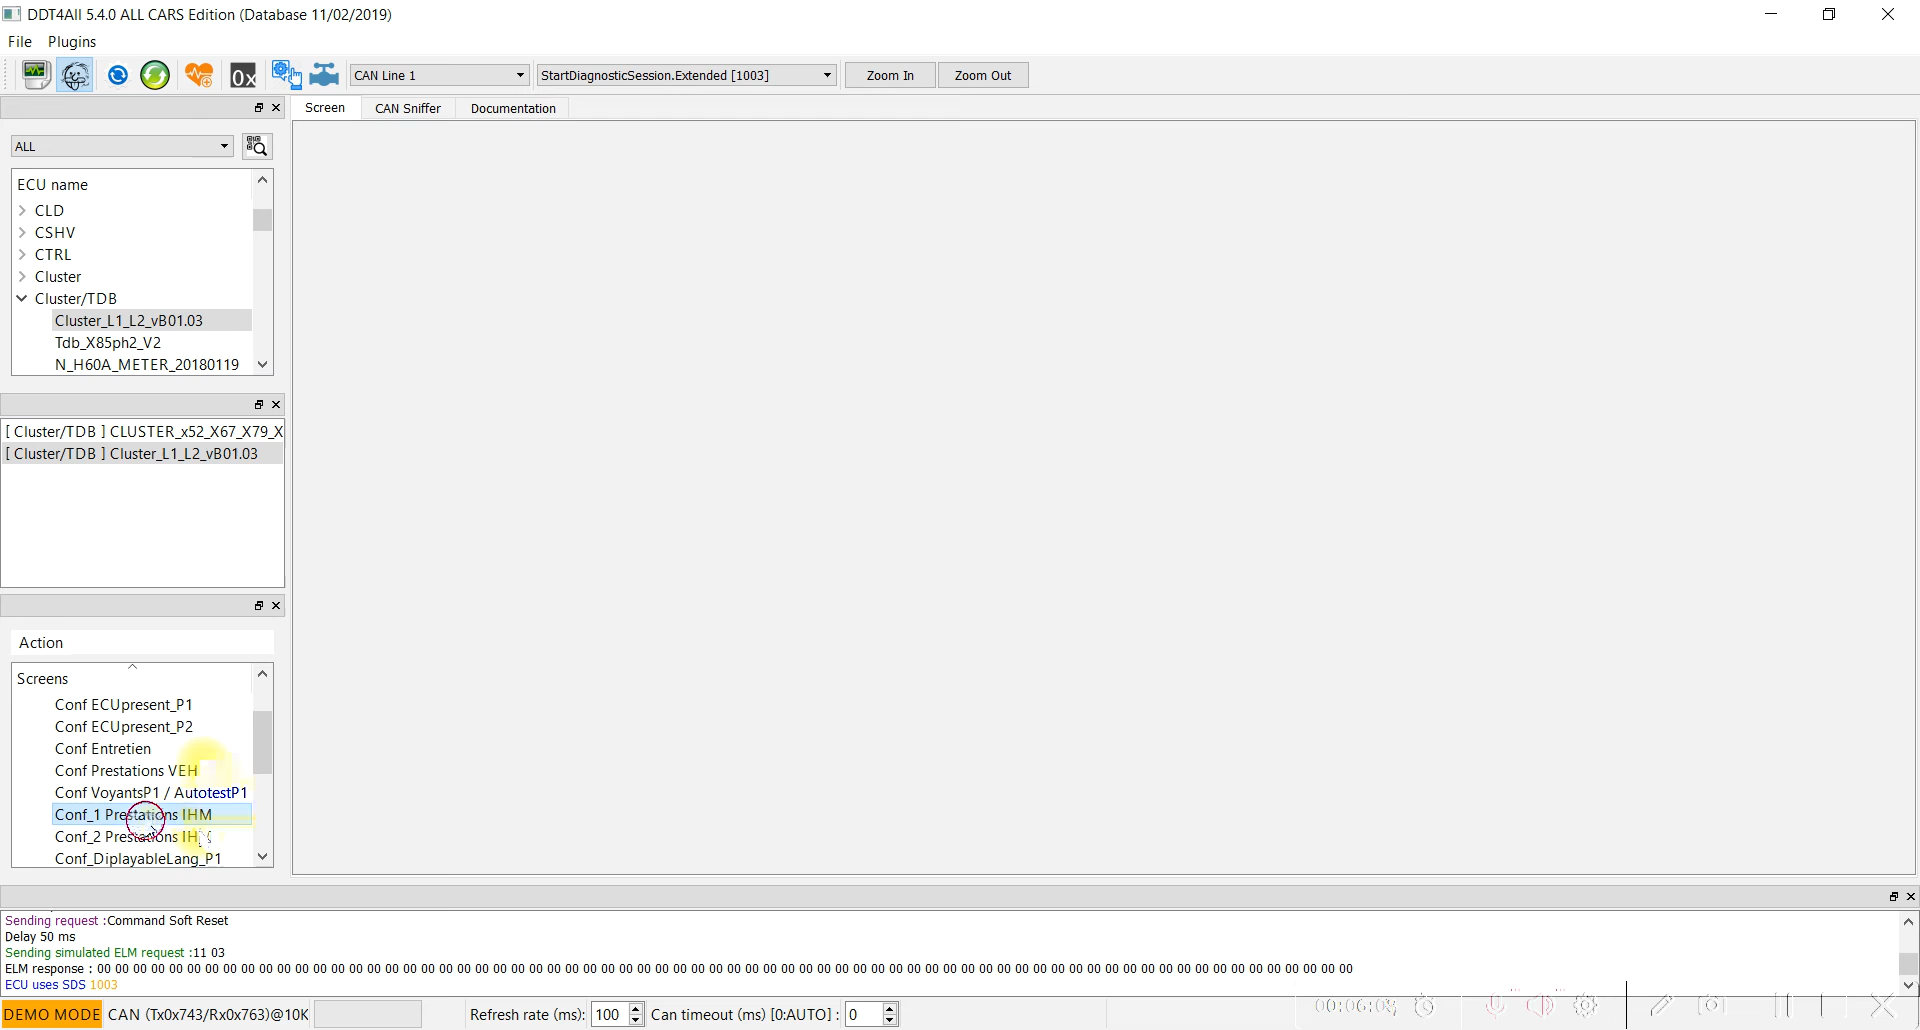 DDT4All 5.4.0 ALL CARS Edition (Database 11/02/2019)
File Plugins
0x CAN Line 1 StartDiagnosticSession.Extended [1003] Zoom In Zoom Out
Screen CAN Sniffer Documentation
ALL
ECU name
CLD
CSHV
CTRL
Cluster
Cluster/TDB
Cluster_L1_L2_vB01.03
Tdb_X85ph2_V2
N_H60A_METER_20180119
[ Cluster/TDB ] CLUSTER_x52_X67_X79_X
[ Cluster/TDB ] Cluster_L1_L2_vB01.03
Action
Screens
Conf ECUpresent_P1
Conf ECUpresent_P2
Conf Entretien
Conf Prestations VEH
Conf VoyantsP1 / AutotestP1
Conf_1 Prestations IHM
Conf_2 Prestations IHM
Conf_DiplayableLang_P1
Sending request :Command Soft Reset
Delay 50 ms
Sending simulated ELM request :11 03
ELM response : 00 00 00 00 00 00 00 00 00 00 00 00 00 00 00 00 00 00 00 00 00 00 00 00 00 00 00 00 00 00 00 00 00 00 00 00 00 00 00 00 00 00 00 00 00 00 00 00 00 00 00 00 00 00 00 00 00 00 00 00 00 00 00 00 00 00 00 00 00 00
ECU uses SDS 1003
DEMO MODE CAN (Tx0x743/Rx0x763)@10K Refresh rate (ms): 100 Can timeout (ms) [0:AUTO] : 0